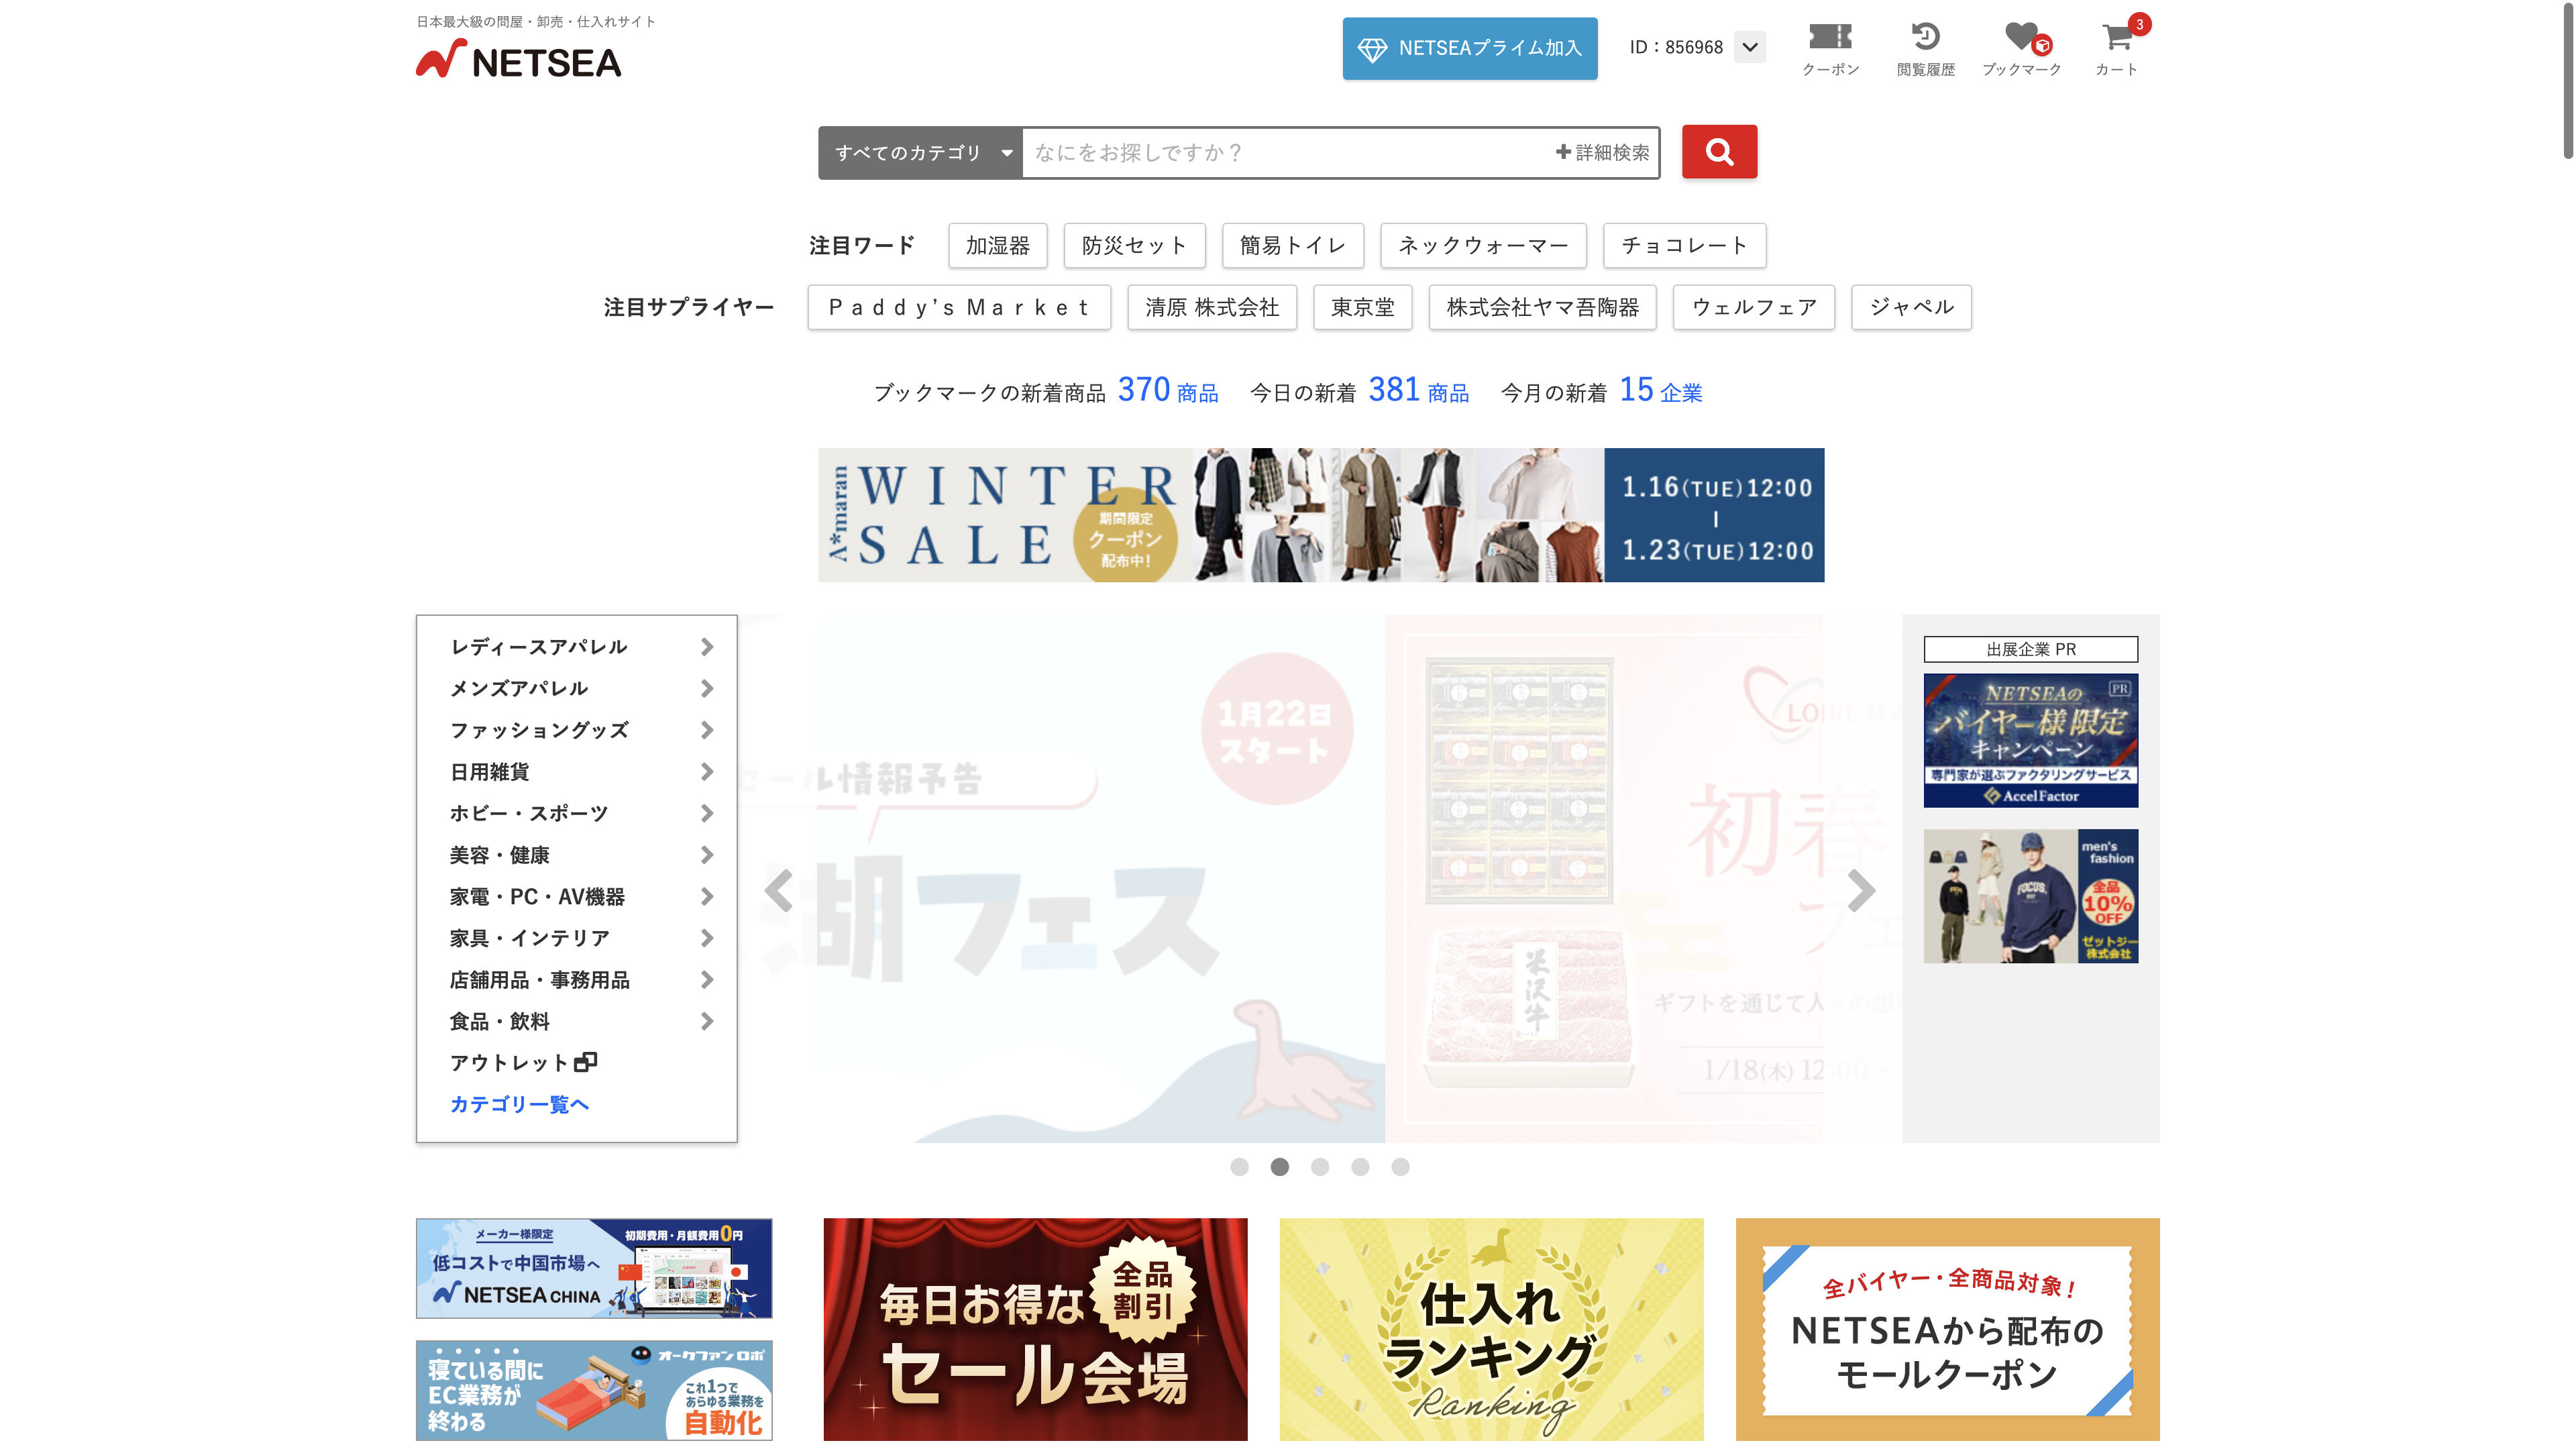 日本最大級の問屋・卸売・仕入れサイト
NETSEA
NETSEAプライム加入
ID：856968
クーポン
閲覧履歴
ブックマーク
3
カート
すべてのカテゴリ
なにをお探しですか？
詳細検索
注目ワード
加湿器
防災セット
簡易トイレ
ネックウォーマー
チョコレート
注目サプライヤー
Ｐａｄｄｙ’ｓ Ｍａｒｋｅｔ
清原 株式会社
東京堂
株式会社ヤマ吾陶器
ウェルフェア
ジャペル
ブックマークの新着商品 370 商品 今日の新着 381 商品 今月の新着 15 企業
A*maran
WINTER
SALE
期間限定
クーポン
配布中！
1.16(TUE)12:00
1.23(TUE)12:00
レディースアパレル
メンズアパレル
ファッショングッズ
日用雑貨
ホビー・スポーツ
美容・健康
家電・PC・AV機器
家具・インテリア
店舗用品・事務用品
食品・飲料
アウトレット
カテゴリ一覧へ
1月22日
スタート
セール情報予告
湖フェス
米沢牛
初春
フェ
ギフトを通じて人々の
1/18(木) 12:00 ~
出展企業 PR
PR
NETSEAの
バイヤー様限定
キャンペーン
専門家が選ぶファクタリングサービス
AccelFactor
FOCUS.
men's
fashion
全品
10%
OFF
ゼットジー
株式会社
メーカー様限定
初期費用・月額費用0円
低コストで中国市場へ
NETSEA CHINA
オークファンロボ
寝ている間に
EC業務が
終わる
これ1つで
あらゆる業務を
自動化
毎日お得な
全品
割引
セール会場
仕入れ
ランキング
Ranking
全バイヤー・全商品対象！
NETSEAから配布の
モールクーポン